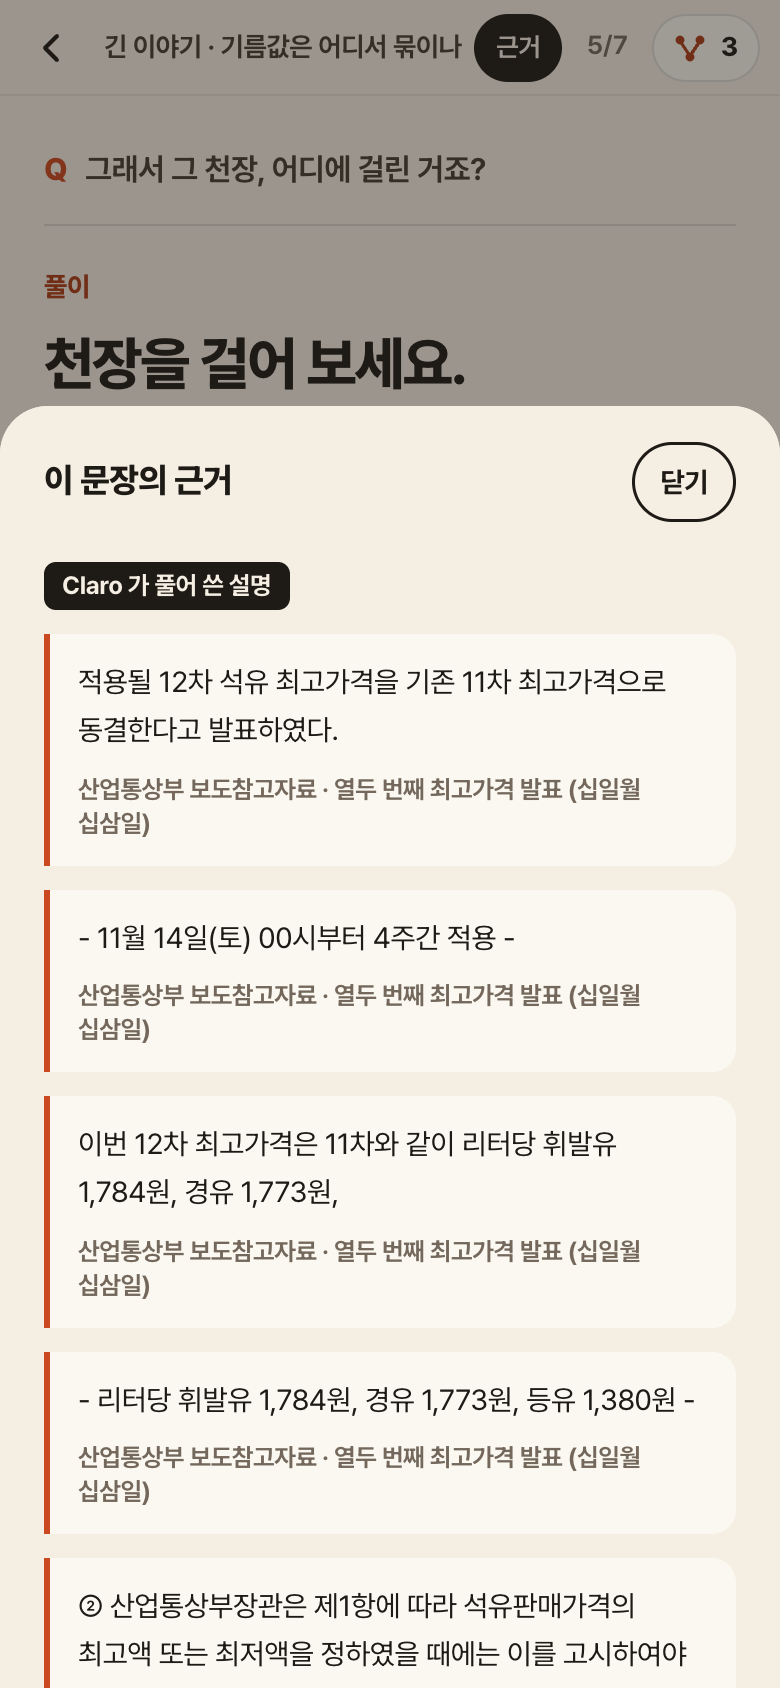 긴 이야기 · 기름값은 어디서 묶이나
근거
5/7
3
Q 그래서 그 천장, 어디에 걸린 거죠?
풀이
천장을 걸어 보세요.
이 문장의 근거
닫기
Claro 가 풀어 쓴 설명
적용될 12차 석유 최고가격을 기존 11차 최고가격으로
동결한다고 발표하였다.
산업통상부 보도참고자료 · 열두 번째 최고가격 발표 (십일월
십삼일)
- 11월 14일(토) 00시부터 4주간 적용 -
산업통상부 보도참고자료 · 열두 번째 최고가격 발표 (십일월
십삼일)
이번 12차 최고가격은 11차와 같이 리터당 휘발유
1,784원, 경유 1,773원,
산업통상부 보도참고자료 · 열두 번째 최고가격 발표 (십일월
십삼일)
- 리터당 휘발유 1,784원, 경유 1,773원, 등유 1,380원 -
산업통상부 보도참고자료 · 열두 번째 최고가격 발표 (십일월
십삼일)
② 산업통상부장관은 제1항에 따라 석유판매가격의
최고액 또는 최저액을 정하였을 때에는 이를 고시하여야